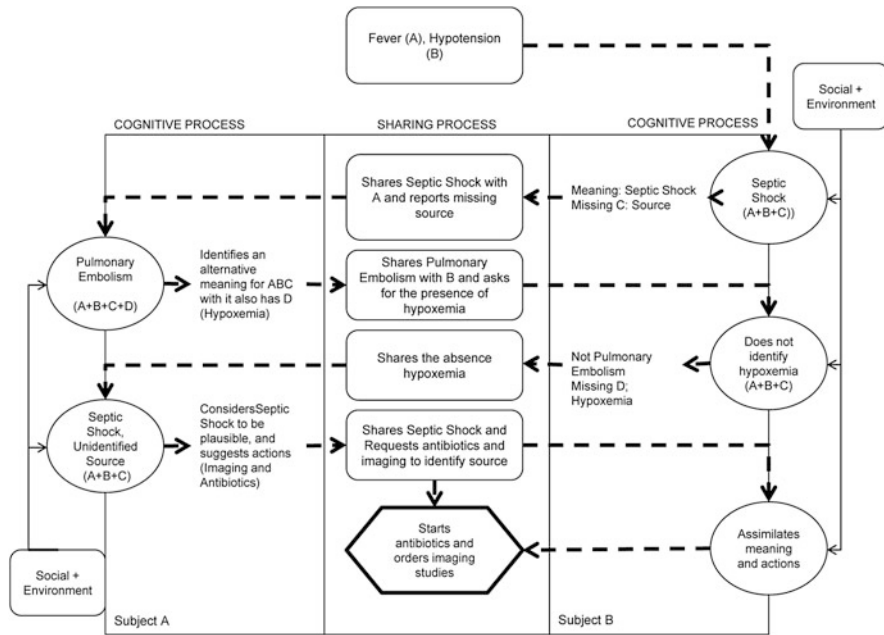 Fever (A), Hypotension
(B)
Social +
Environment
COGNITIVE PROCESS
SHARING PROCESS
COGNITIVE PROCESS
Shares Septic Shock with
A and reports missing
source
Meaning: Septic Shock
Missing C: Source
Septic
Shock
(A+B+C))
Pulmonary
Embolism
(A+B+C+D)
Identifies an
alternative
meaning for ABC
with it also has D
(Hypoxemia)
Shares Pulmonary
Embolism with B and asks
for the presence of
hypoxemia
Shares the absence
hypoxemia
Not Pulmonary
Embolism
Missing D;
Hypoxemia
Does not
identify
hypoxemia
(A+B+C)
Septic
Shock,
Unidentified
Source
(A+B+C)
ConsidersSeptic
Shock to be
plausible, and
suggests actions
(Imaging and
Antibiotics)
Shares Septic Shock and
Requests antibiotics and
imaging to identify source
Starts
antibiotics and
orders imaging
studies
Assimilates
meaning
and actions
Social +
Environment
Subject A
Subject B